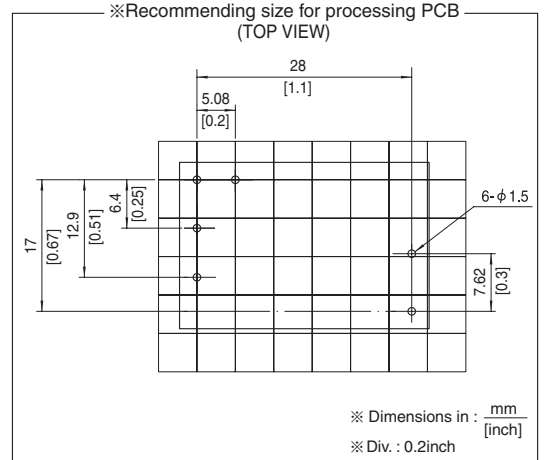 ※Recommending size for processing PCB
(TOP VIEW)
28
[1.1]
5.08
[0.2]
17
[0.67]
12.9
[0.51]
6.4
[0.25]
6-φ1.5
7.62
[0.3]
※ Dimensions in : mm
[inch]
※Div. : 0.2inch